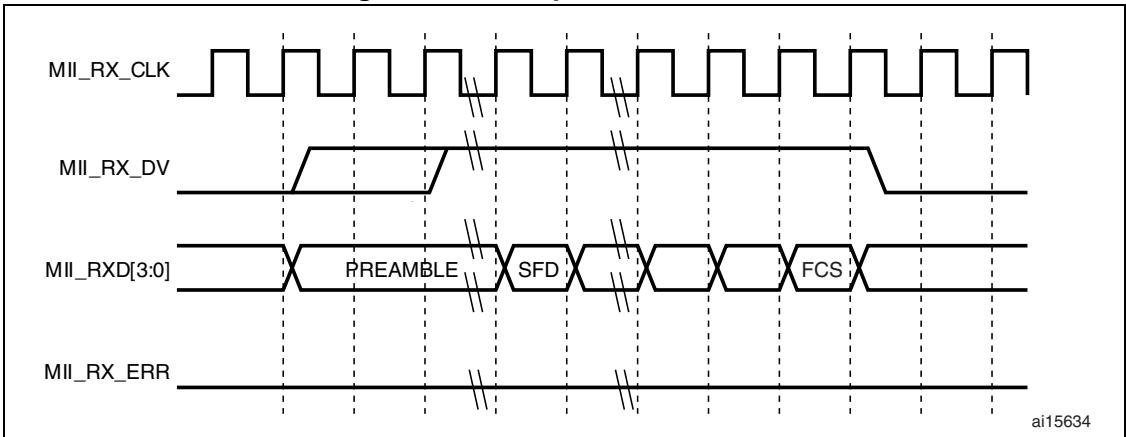 MII_RX_CLK
MII_RX_DV
MII_RXD[3:0]
PREAMBLE
SFD
FCS
MII_RX_ERR
ai15634